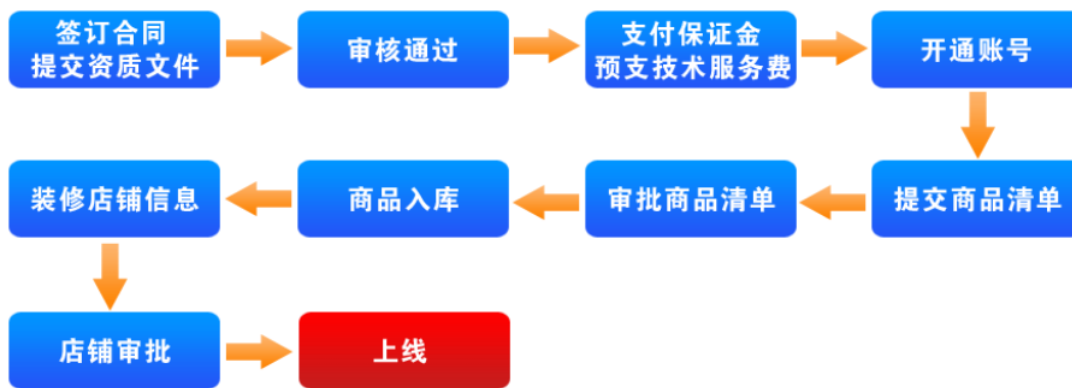 签订合同
提交资质文件
审核通过
支付保证金
预支技术服务费
开通账号
提交商品清单
审批商品清单
商品入库
装修店铺信息
店铺审批
上线